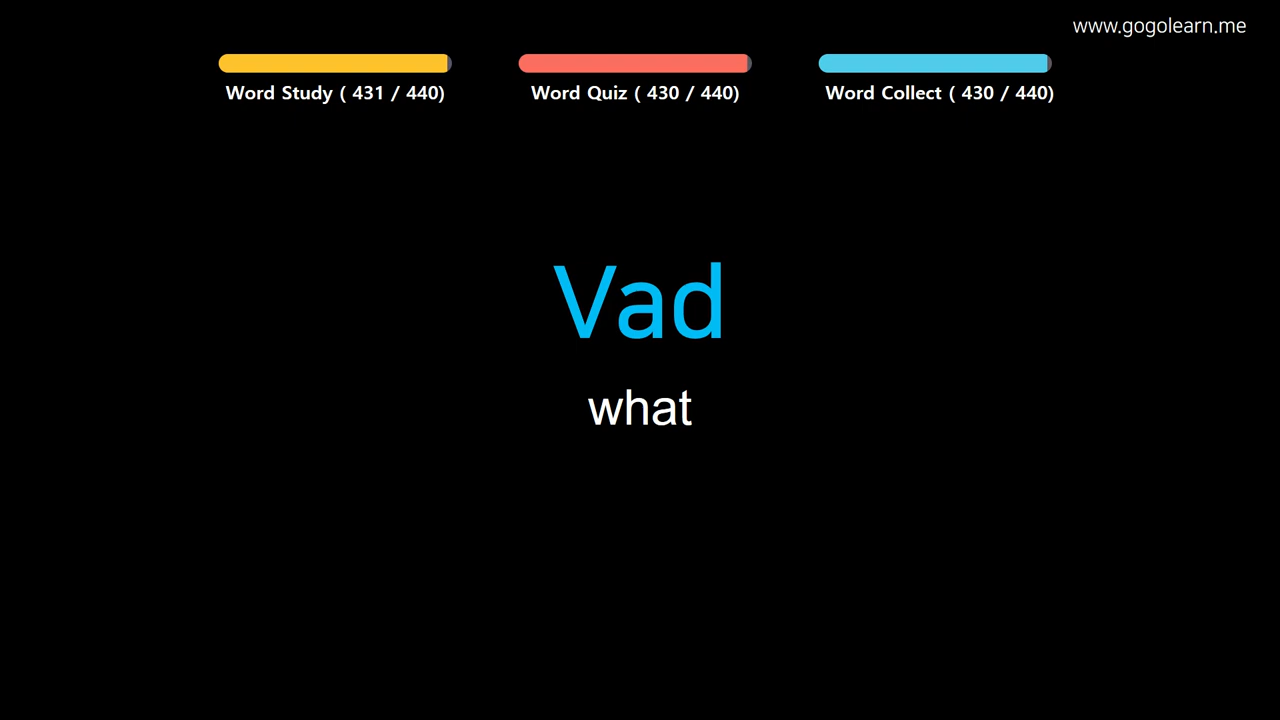 www.gogolearn.me
Word Study ( 431 / 440)
Word Quiz ( 430 / 440)
Word Collect ( 430 / 440)
Vad
what